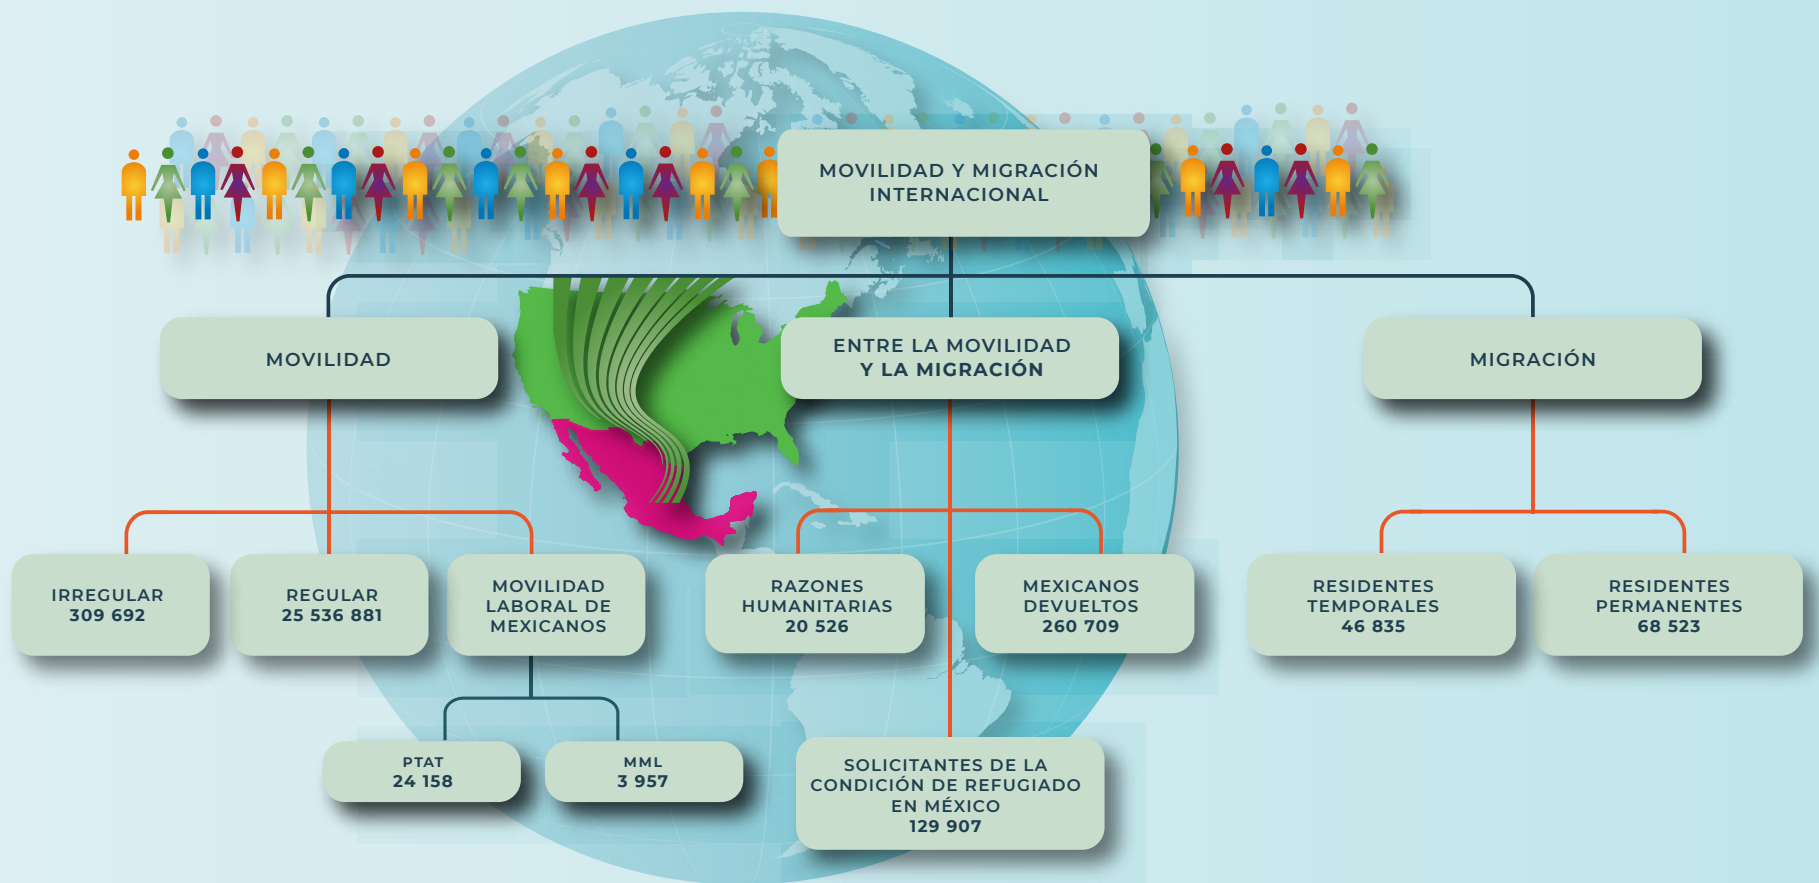 MOVILIDAD Y MIGRACIÓN
INTERNACIONAL
MOVILIDAD
ENTRE LA MOVILIDAD
Y LA MIGRACIÓN
MIGRACIÓN
IRREGULAR
309 692
REGULAR
25 536 881
MOVILIDAD
LABORAL DE
MEXICANOS
RAZONES
HUMANITARIAS
20 526
MEXICANOS
DEVUELTOS
260 709
RESIDENTES
TEMPORALES
46 835
RESIDENTES
PERMANENTES
68 523
PTAT
24 158
MML
3 957
SOLICITANTES DE LA
CONDICIÓN DE REFUGIADO
EN MÉXICO
129 907